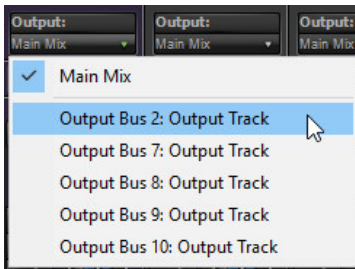 Output: Output: Output:
Main Mix Main Mix Main Mix
Main Mix
Output Bus 2: Output Track
Output Bus 7: Output Track
Output Bus 8: Output Track
Output Bus 9: Output Track
Output Bus 10: Output Track